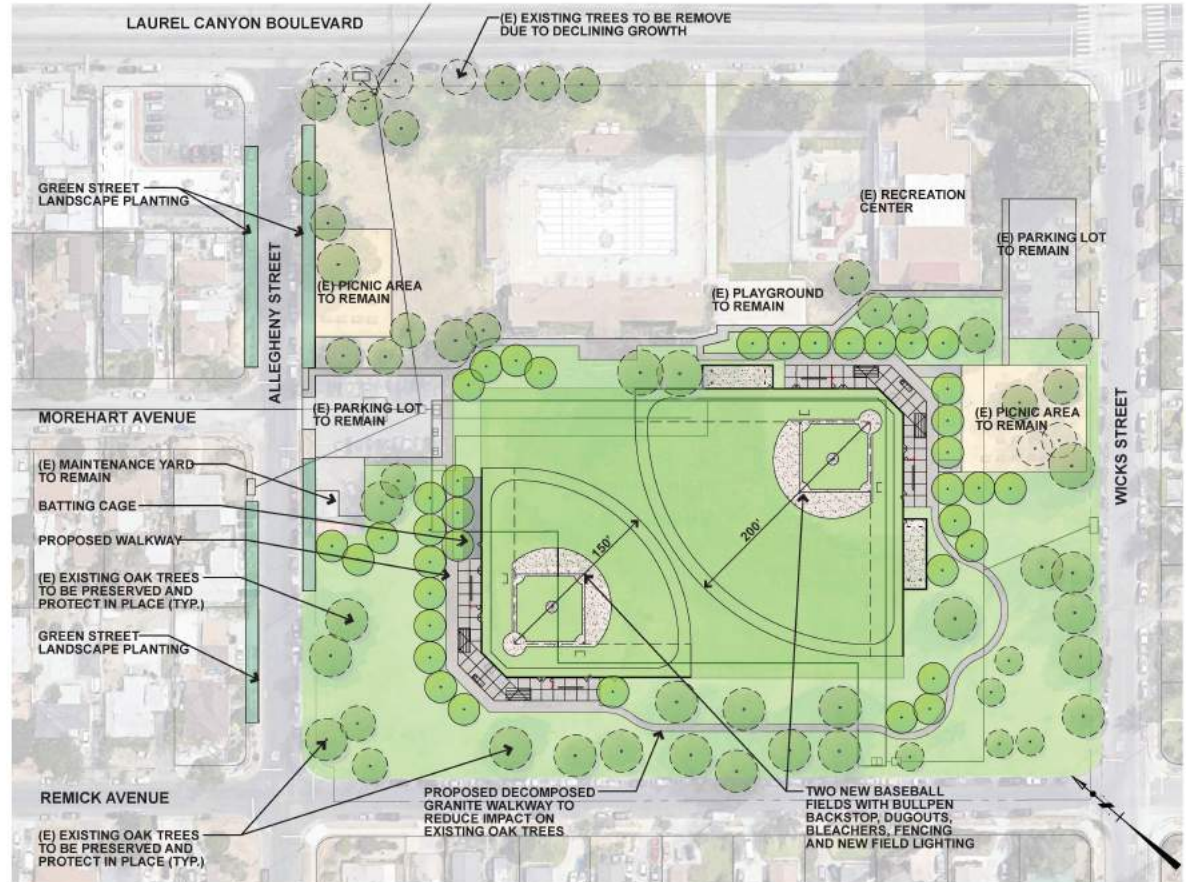 LAUREL CANYON BOULEVARD
(E) EXISTING TREES TO BE REMOVE
DUE TO DECLINING GROWTH
GREEN STREET
LANDSCAPE PLANTING
ALLEGHENY STREET
(E) PICNIC AREA
TO REMAIN
(E) RECREATION
CENTER
(E) PARKING LOT
TO REMAIN
(E) PLAYGROUND
TO REMAIN
MOREHART AVENUE
(E) PARKING LOT
TO REMAIN
(E) PICNIC AREA
TO REMAIN
WICKS STREET
(E) MAINTENANCE YARD
TO REMAIN
BATTING CAGE
PROPOSED WALKWAY
(E) EXISTING OAK TREES
TO BE PRESERVED AND
PROTECT IN PLACE (TYP.)
GREEN STREET
LANDSCAPE PLANTING
150'
200'
REMICK AVENUE
(E) EXISTING OAK TREES
TO BE PRESERVED AND
PROTECT IN PLACE (TYP.)
PROPOSED DECOMPOSED
GRANITE WALKWAY TO
REDUCE IMPACT ON
EXISTING OAK TREES
TWO NEW BASEBALL
FIELDS WITH BULLPEN
BACKSTOP, DUGOUTS,
BLEACHERS, FENCING
AND NEW FIELD LIGHTING